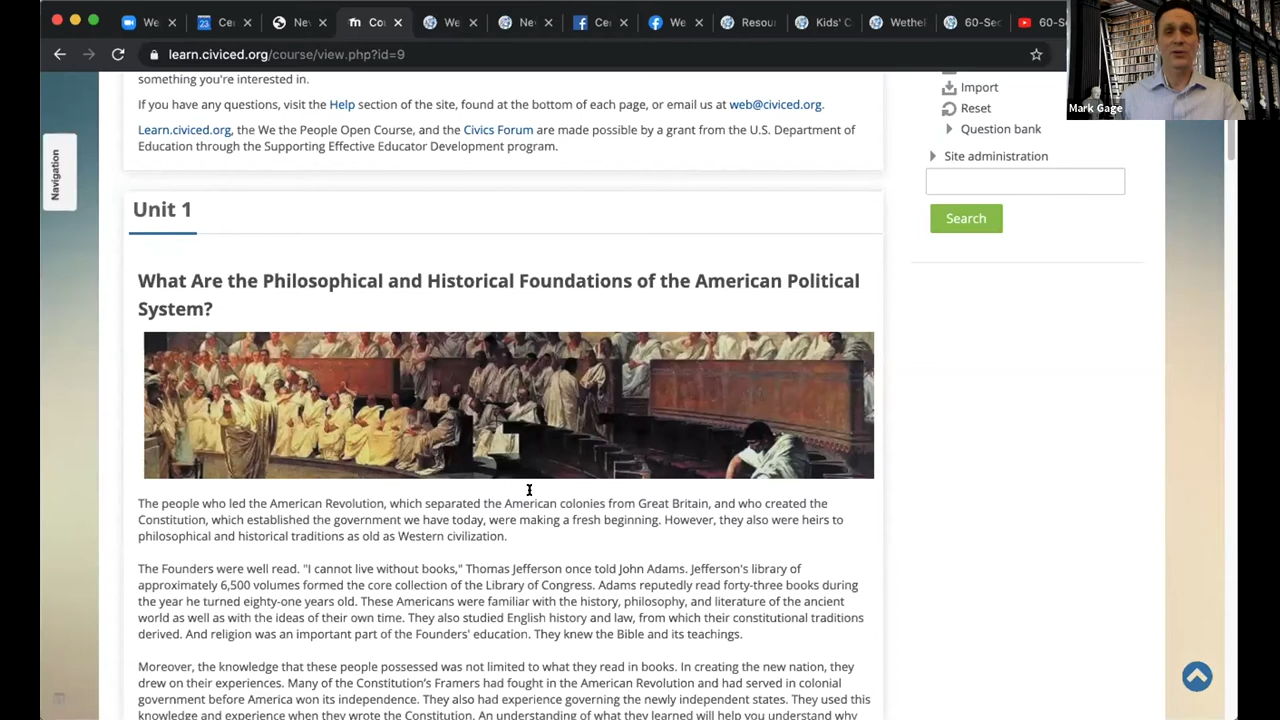 We
23
Cer
Nev
Cou
We
Nev
Cer
We
Resou
Kids' C
Wethe
60-Sec
60-Se
learn.civiced.org/course/view.php?id=9
Mark Gage
something you're interested in.
If you have any questions, visit the Help section of the site, found at the bottom of each page, or email us at web@civiced.org.
Learn.civiced.org, the We the People Open Course, and the Civics Forum are made possible by a grant from the U.S. Department of
Education through the Supporting Effective Educator Development program.
Navigation
Import
Reset
Question bank
Site administration
Search
Unit 1
What Are the Philosophical and Historical Foundations of the American Political
System?
The people who led the American Revolution, which separated the American colonies from Great Britain, and who created the
Constitution, which established the government we have today, were making a fresh beginning. However, they also were heirs to
philosophical and historical traditions as old as Western civilization.
The Founders were well read. "I cannot live without books," Thomas Jefferson once told John Adams. Jefferson's library of
approximately 6,500 volumes formed the core collection of the Library of Congress. Adams reputedly read forty-three books during
the year he turned eighty-one years old. These Americans were familiar with the history, philosophy, and literature of the ancient
world as well as with the ideas of their own time. They also studied English history and law, from which their constitutional traditions
derived. And religion was an important part of the Founders' education. They knew the Bible and its teachings.
Moreover, the knowledge that these people possessed was not limited to what they read in books. In creating the new nation, they
drew on their experiences. Many of the Constitution's Framers had fought in the American Revolution and had served in colonial
government before America won its independence. They also had experience governing the newly independent states. They used this
knowledge and experience when they wrote the Constitution. An understanding of what they learned will help you understand why